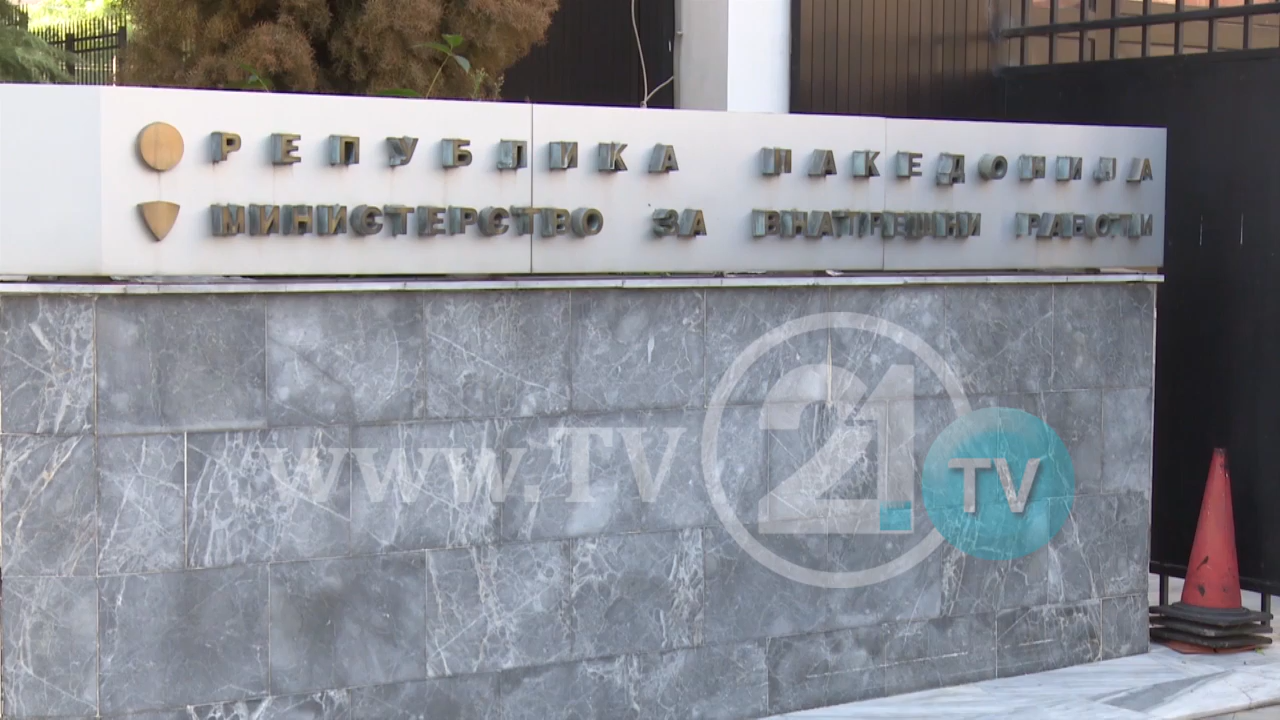 РЕПУБЛИКА МАКЕДОНИЈА
МИНИСТЕРСТВО ЗА ВНАТРЕШНИ РАБОТИ
www.TV 21.TV